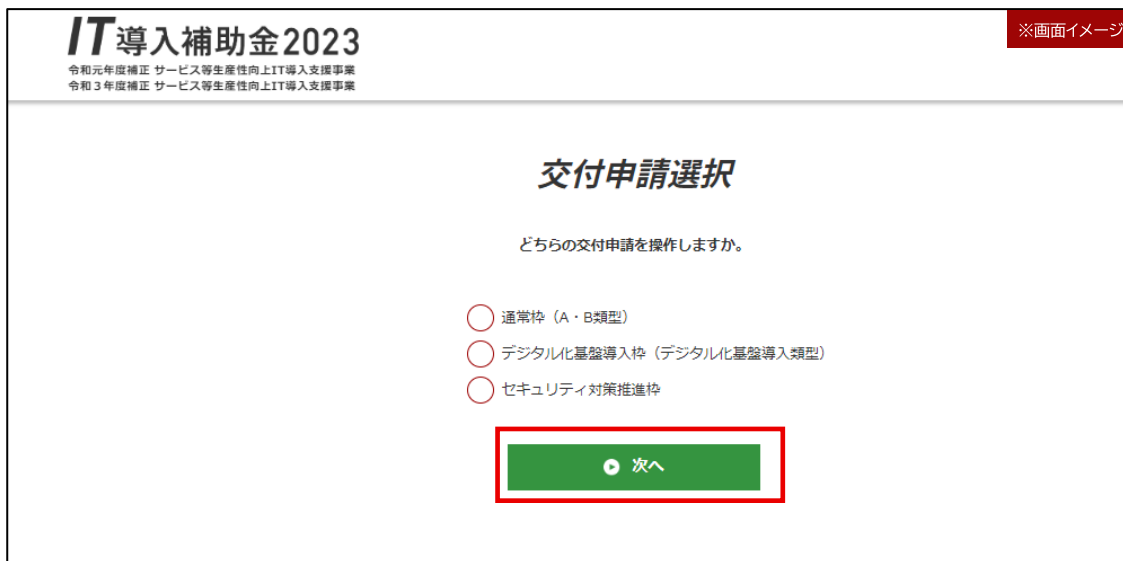 IT導入補助金2023
※画面イメージ
令和元年度補正 サービス等生産性向上IT導入支援事業
令和3年度補正 サービス等生産性向上IT導入支援事業
交付申請選択
どちらの交付申請を操作しますか。
通常枠（A・B類型）
デジタル化基盤導入枠（デジタル化基盤導入類型）
セキュリティ対策推進枠
次へ